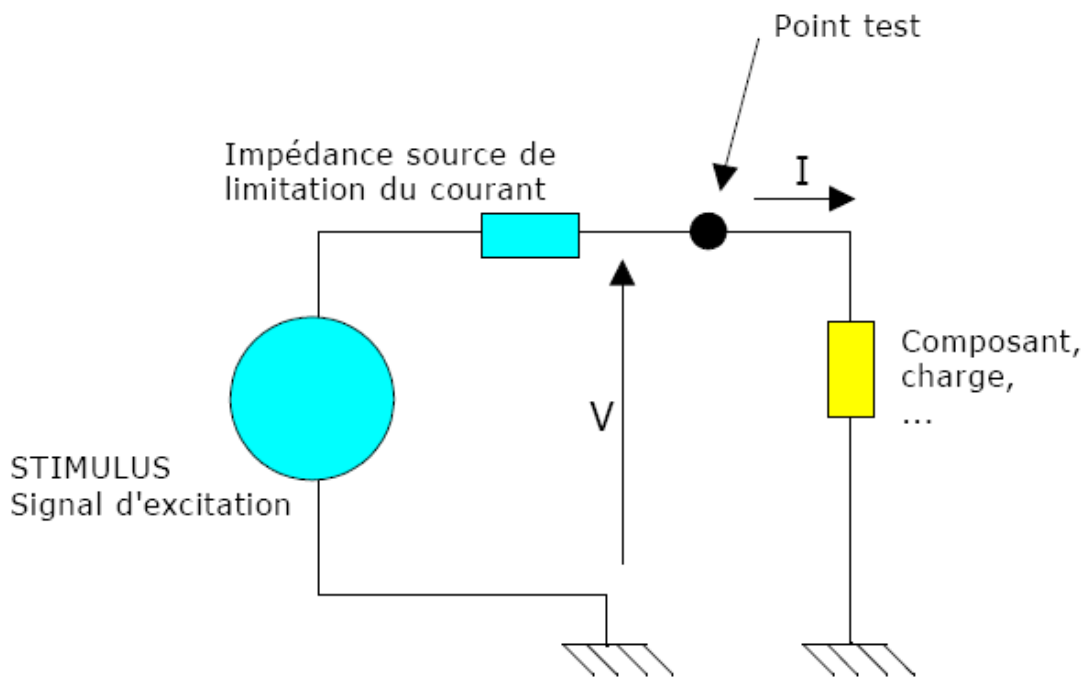 Point test
Impédance source de
limitation du courant
I
V
Composant,
charge,
...
STIMULUS
Signal d'excitation